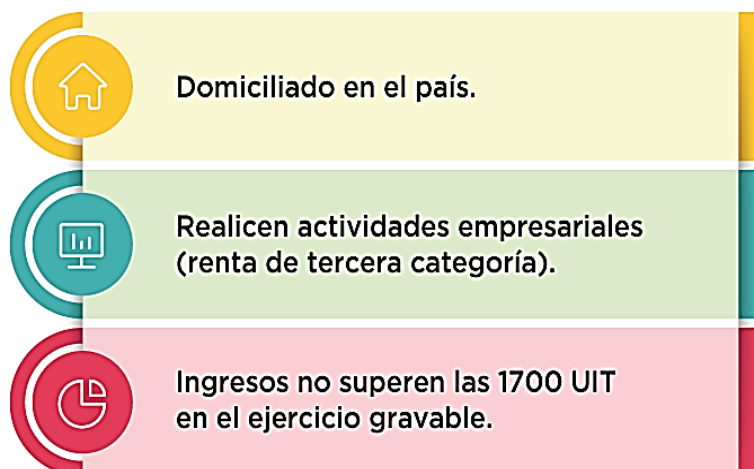 Domiciliado en el país.
Realicen actividades empresariales
(renta de tercera categoría).
Ingresos no superen las 1700 UIT
en el ejercicio gravable.